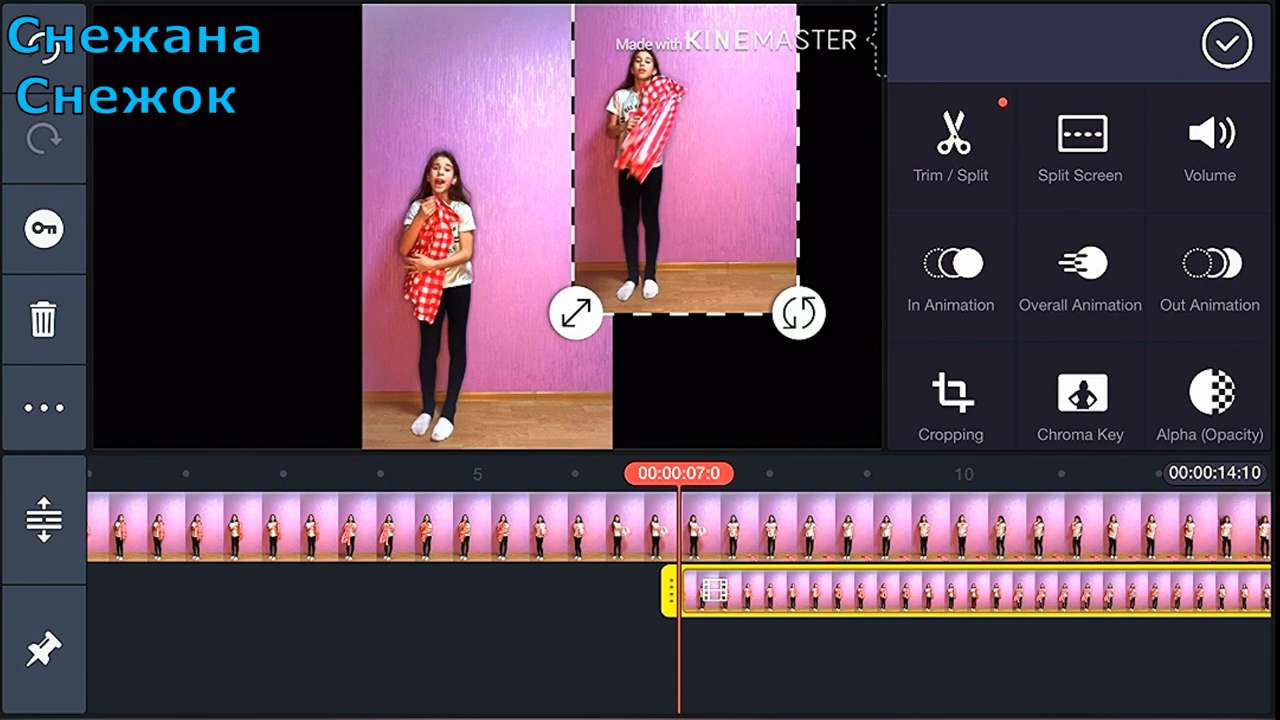 Снежана
Снежок
Made with KINEMASTER
Trim / Split
Split Screen
Volume
In Animation
Overall Animation
Out Animation
Cropping
Chroma Key
Alpha (Opacity)
5
00:00:07:0
10
00:00:14:10